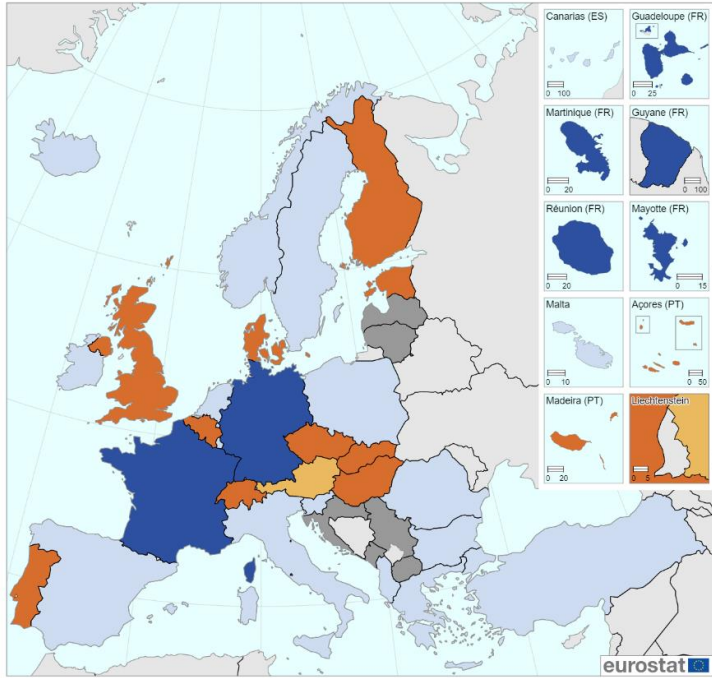 Canarias (ES)
0 100
Guadeloupe (FR)
0 25
Martinique (FR)
0 20
Guyane (FR)
0 100
Réunion (FR)
0 20
Mayotte (FR)
0 15
Malta
0 10
Açores (PT)
0 50
Madeira (PT)
0 20
Liechtenstein
0 5
eurostat